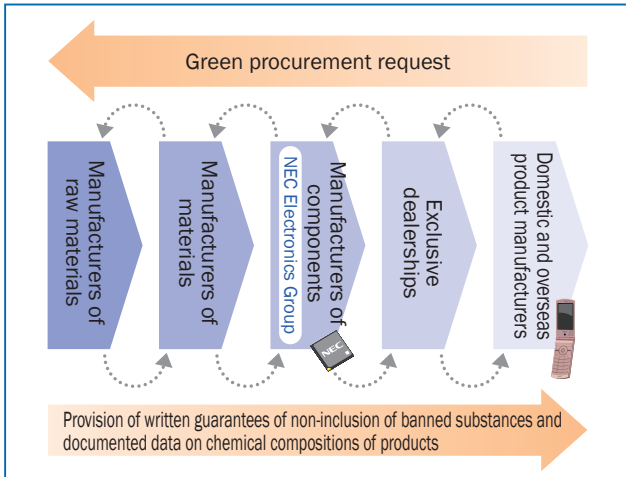 Green procurement request
Manufacturers of
raw materials
Manufacturers of
materials
Manufacturers of
components
NEC Electronics Group
NEC
Exclusive
dealerships
Domestic and overseas
product manufacturers
Provision of written guarantees of non-inclusion of banned substances and
documented data on chemical compositions of products